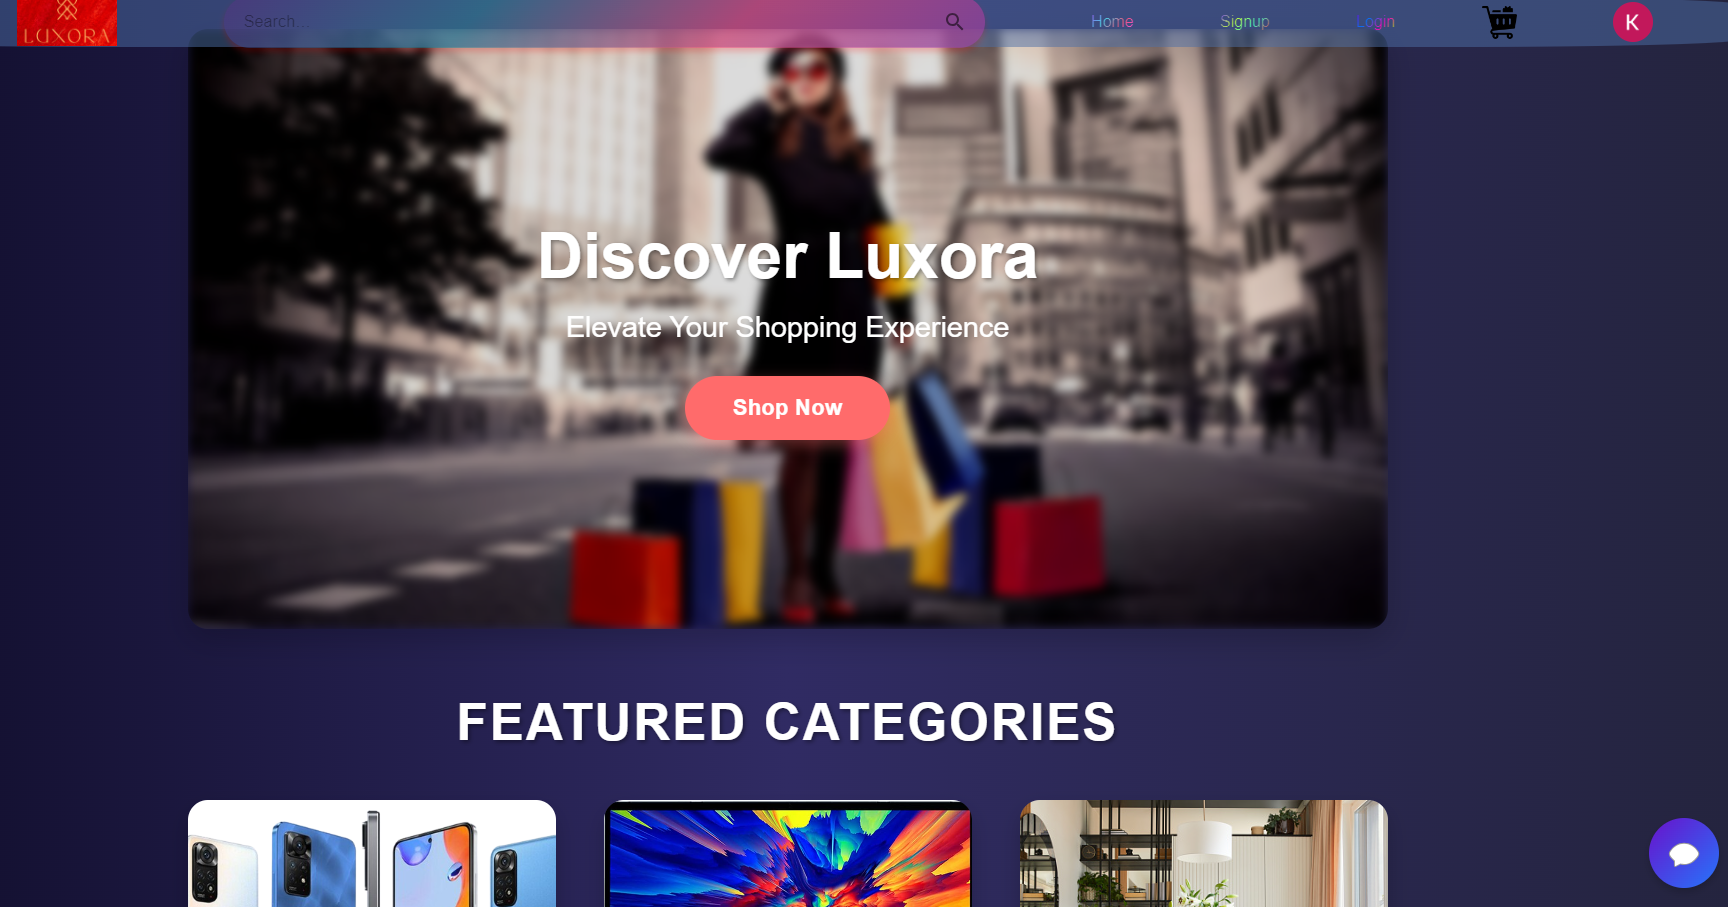 LUXORA
Search...
Home
Signup
Login
K
Discover Luxora
Elevate Your Shopping Experience
Shop Now
FEATURED CATEGORIES